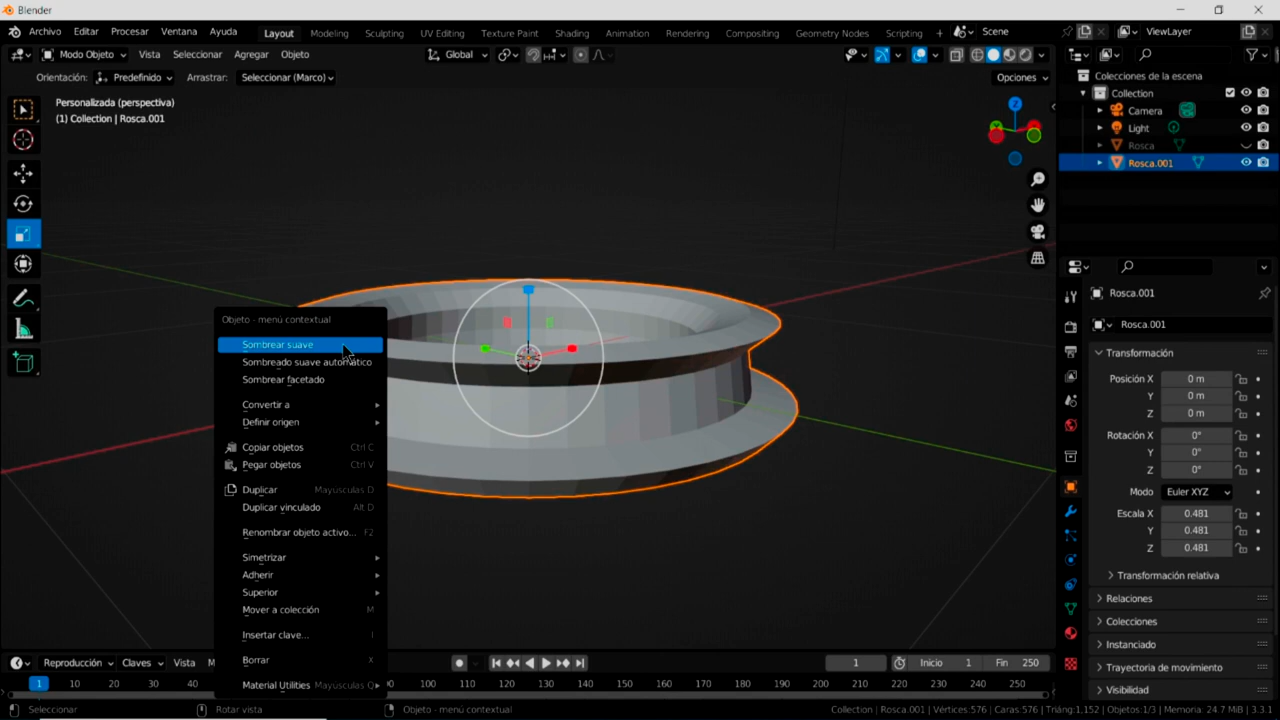 Blender
Archivo Editar Procesar Ventana Ayuda Layout Modeling Sculpting UV Editing Texture Paint Shading Animation Rendering Compositing Geometry Nodes Scripting + Scene ViewLayer
Modo Objeto Vista Seleccionar Agregar Objeto Global
Orientación: Predefinido Arrastrar: Seleccionar (Marco) Opciones
Personalizada (perspectiva)
(1) Collection | Rosca.001
Z
Colecciones de la escena
Collection
Camera
Light
Rosca
Rosca.001
Objeto - menú contextual
Sombrear suave
Sombreado suave automático
Sombrear facetado
Convertir a
Definir origen
Copiar objetos Ctrl C
Pegar objetos Ctrl V
Duplicar Mayúsculas D
Duplicar vinculado Alt D
Renombrar objeto activo... F2
Simetrizar
Adherir
Superior
Mover a colección M
Insertar clave... I
Borrar X
Material Utilities Mayúsculas Q
Rosca.001
Rosca.001
Transformación
Posición X 0 m
Y 0 m
Z 0 m
Rotación X 0°
Y 0°
Z 0°
Modo Euler XYZ
Escala X 0.481
Y 0.481
Z 0.481
Transformación relativa
Relaciones
Colecciones
Instanciado
Trayectoria de movimiento
Visibilidad
Reproducción Claves Vista M 1 Inicio 1 Fin 250
1 10 20 30 40 100 110 120 130 140 150 160 170 180 190 200 210 220 230 240 250
Seleccionar Rotar vista Objeto - menú contextual Collection | Rosca.001 | Vértices:576 | Caras:576 | Triáng:1,152 | Objetos:1/3 | Memoria: 24.7 MiB | 3.3.1